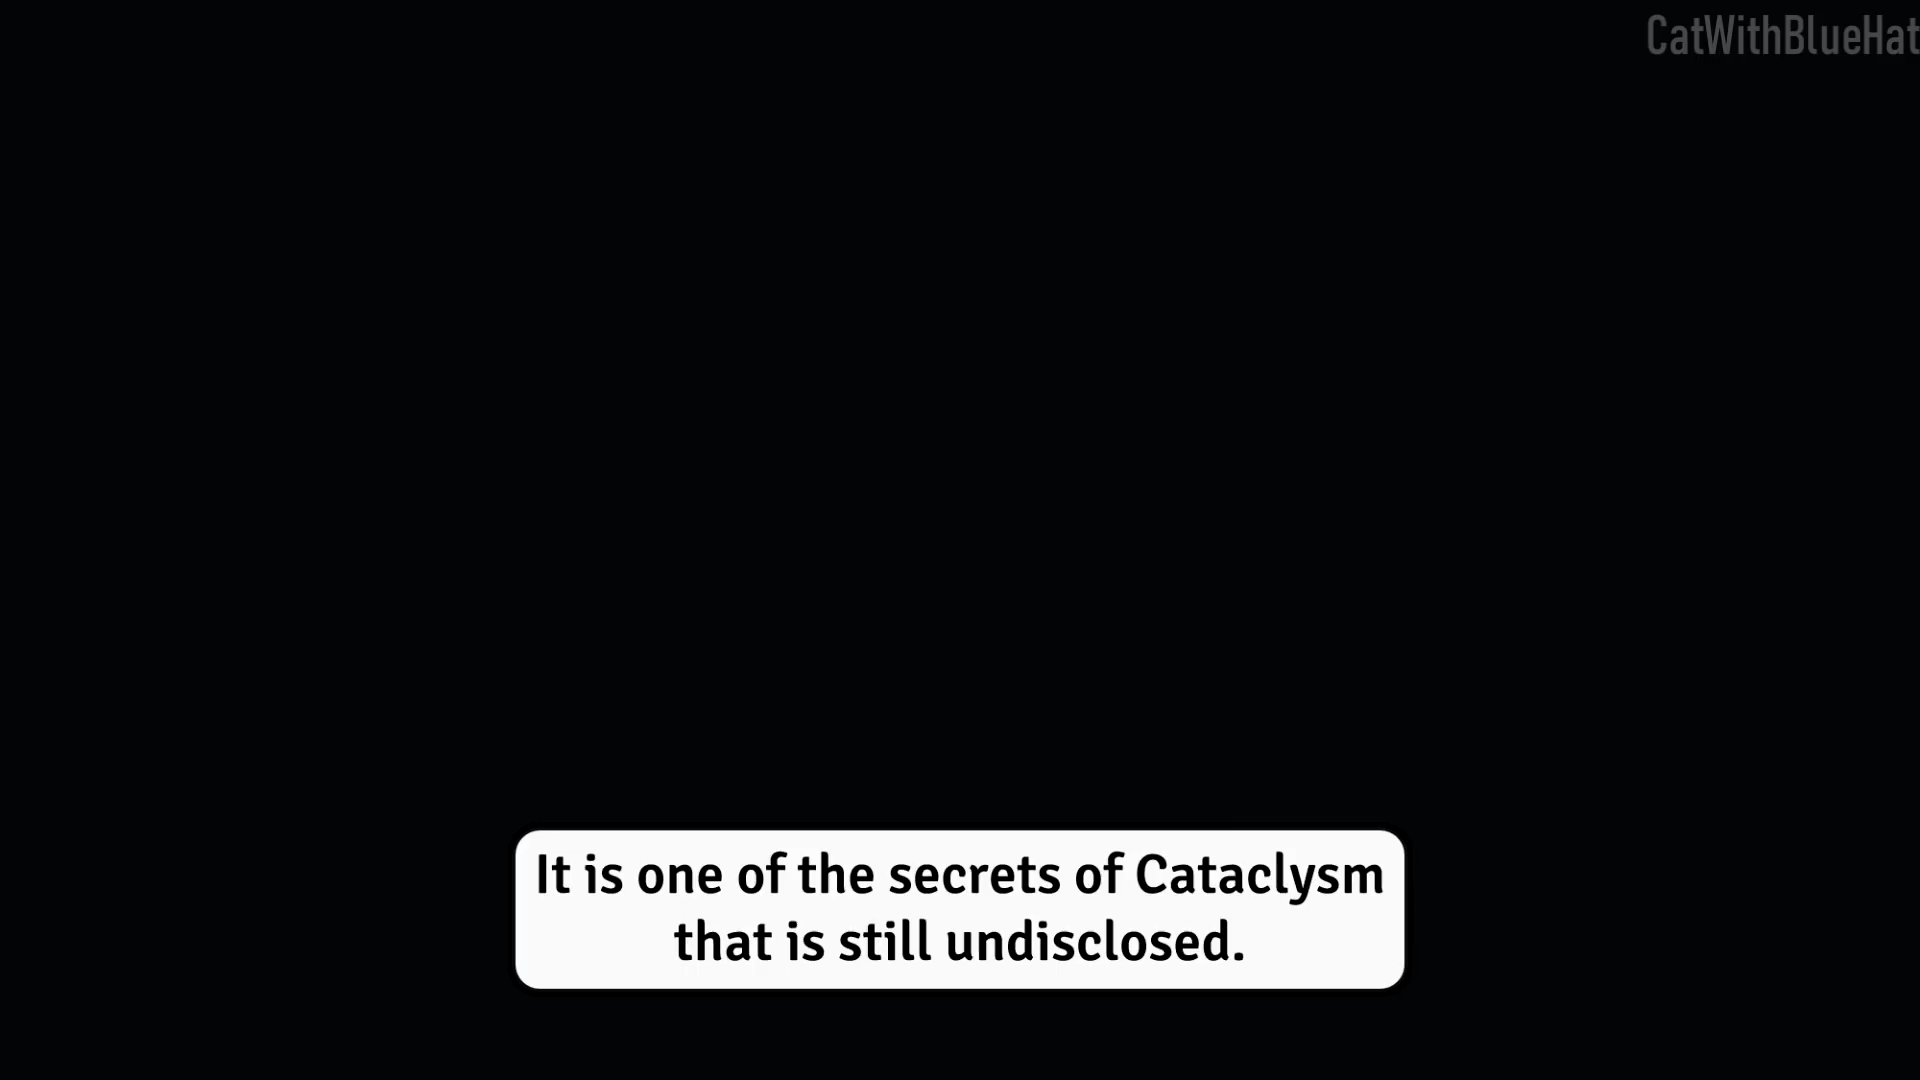 CatWithBlueHat
It is one of the secrets of Cataclysm
that is still undisclosed.